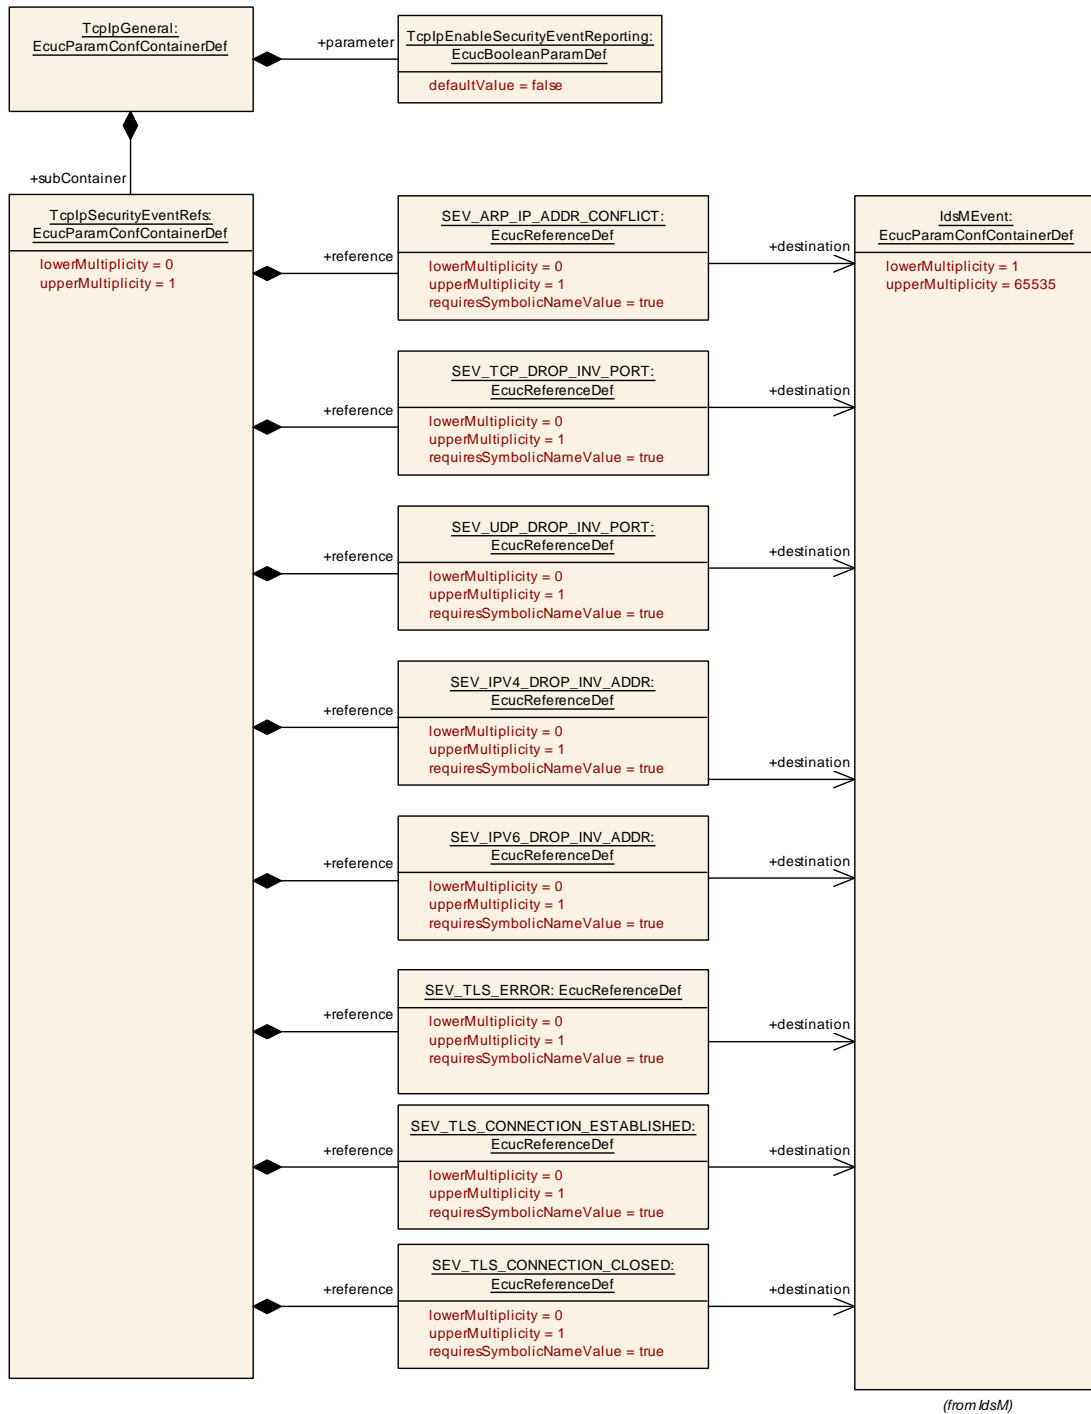 TcpIpGeneral:
EcucParamConfContainerDef
+parameter
TcpIpEnableSecurityEventReporting:
EcucBooleanParamDef
defaultValue = false
+subContainer
TcpIpSecurityEventRefs:
EcucParamConfContainerDef
lowerMultiplicity = 0
upperMultiplicity = 1
+reference
SEV_ARP_IP_ADDR_CONFLICT:
EcucReferenceDef
lowerMultiplicity = 0
upperMultiplicity = 1
requiresSymbolicNameValue = true
+destination
IdsMEvent:
EcucParamConfContainerDef
lowerMultiplicity = 1
upperMultiplicity = 65535
+reference
SEV_TCP_DROP_INV_PORT:
EcucReferenceDef
lowerMultiplicity = 0
upperMultiplicity = 1
requiresSymbolicNameValue = true
+destination
+reference
SEV_UDP_DROP_INV_PORT:
EcucReferenceDef
lowerMultiplicity = 0
upperMultiplicity = 1
requiresSymbolicNameValue = true
+destination
+reference
SEV_IPV4_DROP_INV_ADDR:
EcucReferenceDef
lowerMultiplicity = 0
upperMultiplicity = 1
requiresSymbolicNameValue = true
+destination
+reference
SEV_IPV6_DROP_INV_ADDR:
EcucReferenceDef
lowerMultiplicity = 0
upperMultiplicity = 1
requiresSymbolicNameValue = true
+destination
+reference
SEV_TLS_ERROR: EcucReferenceDef
lowerMultiplicity = 0
upperMultiplicity = 1
requiresSymbolicNameValue = true
+destination
+reference
SEV_TLS_CONNECTION_ESTABLISHED:
EcucReferenceDef
lowerMultiplicity = 0
upperMultiplicity = 1
requiresSymbolicNameValue = true
+destination
+reference
SEV_TLS_CONNECTION_CLOSED:
EcucReferenceDef
lowerMultiplicity = 0
upperMultiplicity = 1
requiresSymbolicNameValue = true
+destination
(from IdsM)